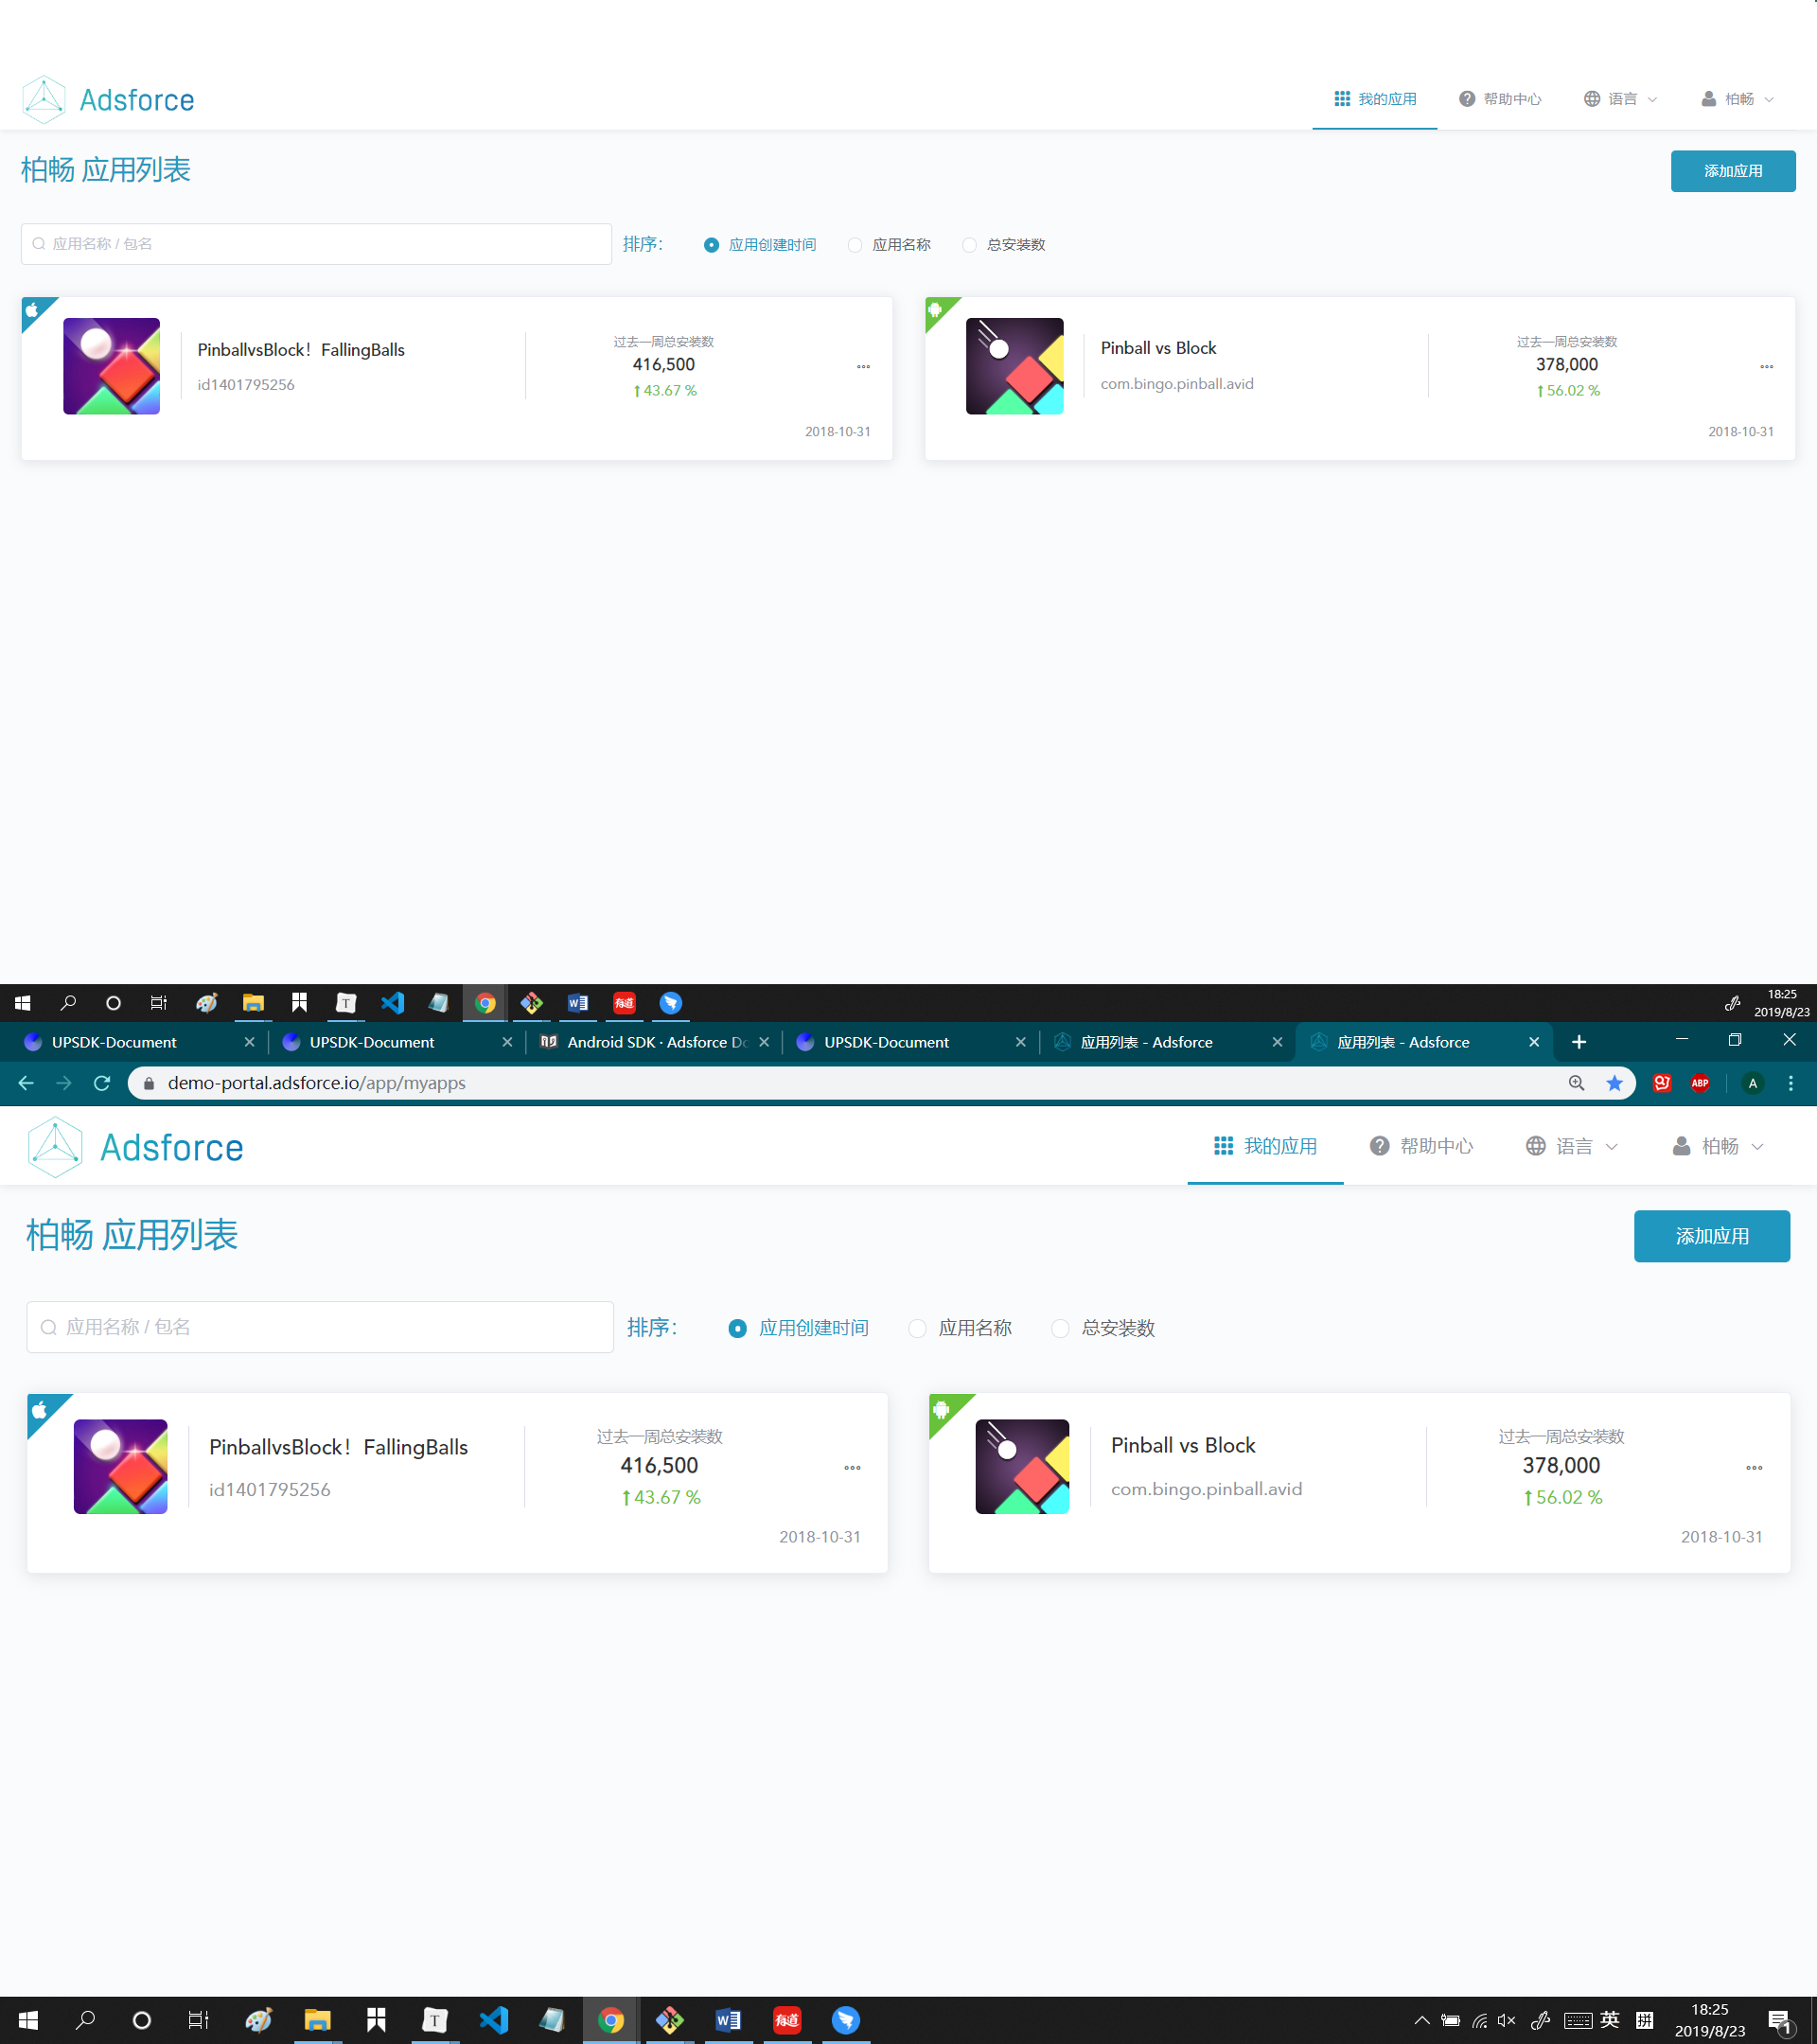 Adsforce
我的应用 帮助中心 语言 柏畅
柏畅 应用列表
添加应用
应用名称 / 包名 排序： 应用创建时间 应用名称 总安装数
PinballvsBlock！FallingBalls
id1401795256
过去一周总安装数
416,500
43.67 %
2018-10-31
Pinball vs Block
com.bingo.pinball.avid
过去一周总安装数
378,000
56.02 %
2018-10-31
T W 有道
18:25
2019/8/23
UPSDK-Document UPSDK-Document Android SDK · Adsforce Do UPSDK-Document 应用列表 - Adsforce 应用列表 - Adsforce
demo-portal.adsforce.io/app/myapps ABP A
Adsforce
我的应用 帮助中心 语言 柏畅
柏畅 应用列表
添加应用
应用名称 / 包名 排序： 应用创建时间 应用名称 总安装数
PinballvsBlock！FallingBalls
id1401795256
过去一周总安装数
416,500
43.67 %
2018-10-31
Pinball vs Block
com.bingo.pinball.avid
过去一周总安装数
378,000
56.02 %
2018-10-31
T W 有道 英 拼
18:25
2019/8/23
1